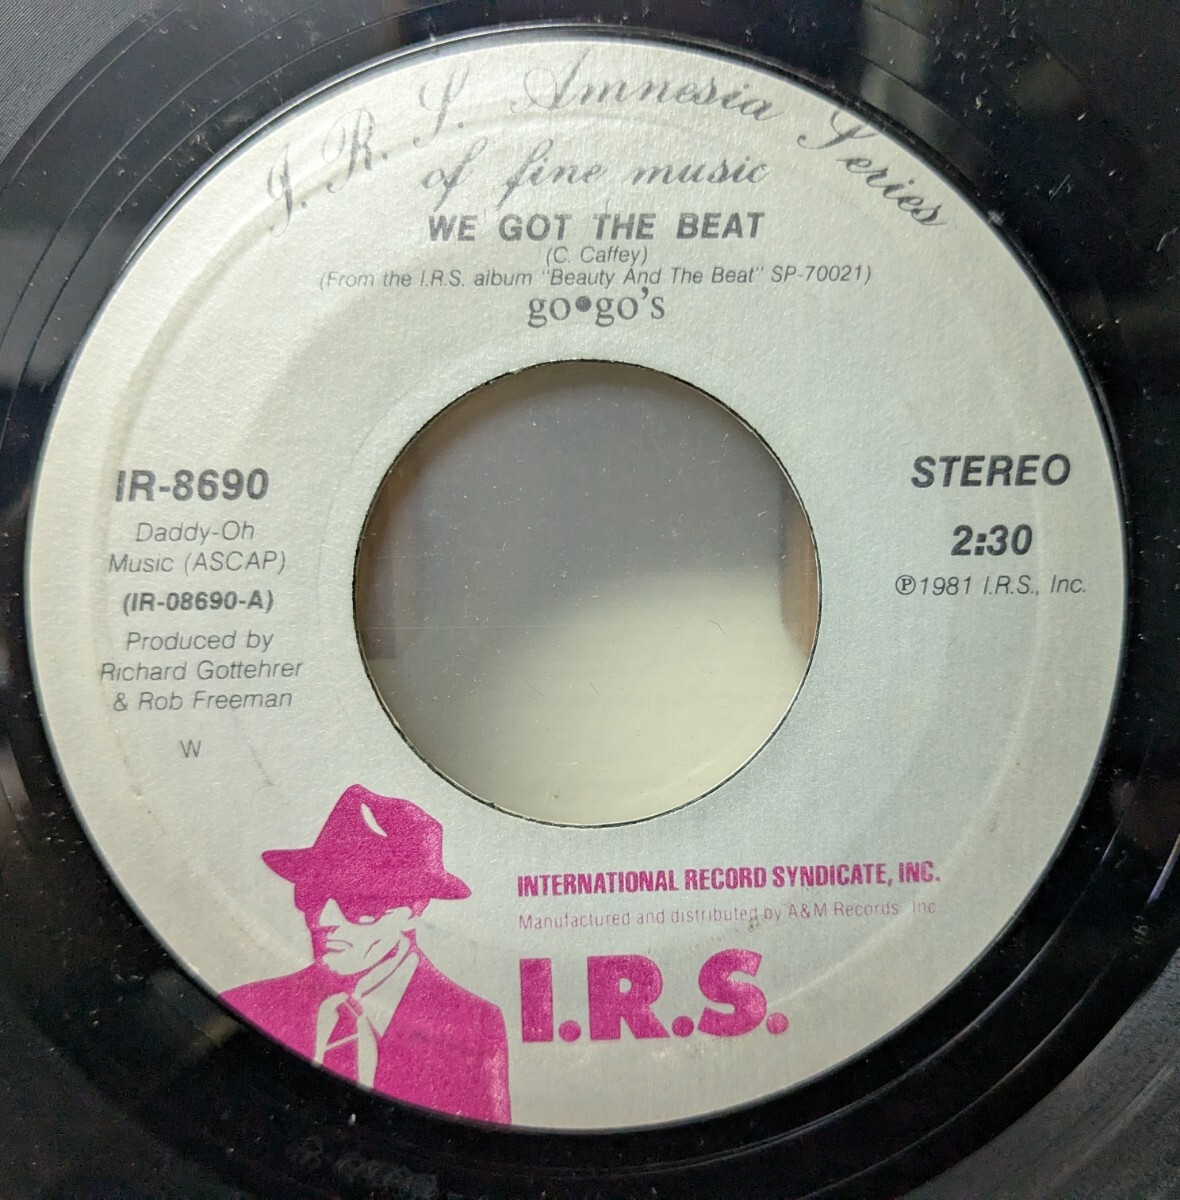 I.R.S. Amnesia Series
of fine music
WE GOT THE BEAT
(C. Caffey)
(From the I.R.S. album "Beauty And The Beat" SP-70021)
go•go's
IR-8690
Daddy-Oh
Music (ASCAP)
(IR-08690-A)
Produced by
Richard Gottehrer
& Rob Freeman
W
STEREO
2:30
℗1981 I.R.S., Inc.
INTERNATIONAL RECORD SYNDICATE, INC.
Manufactured and distributed by A&M Records, Inc
I.R.S.